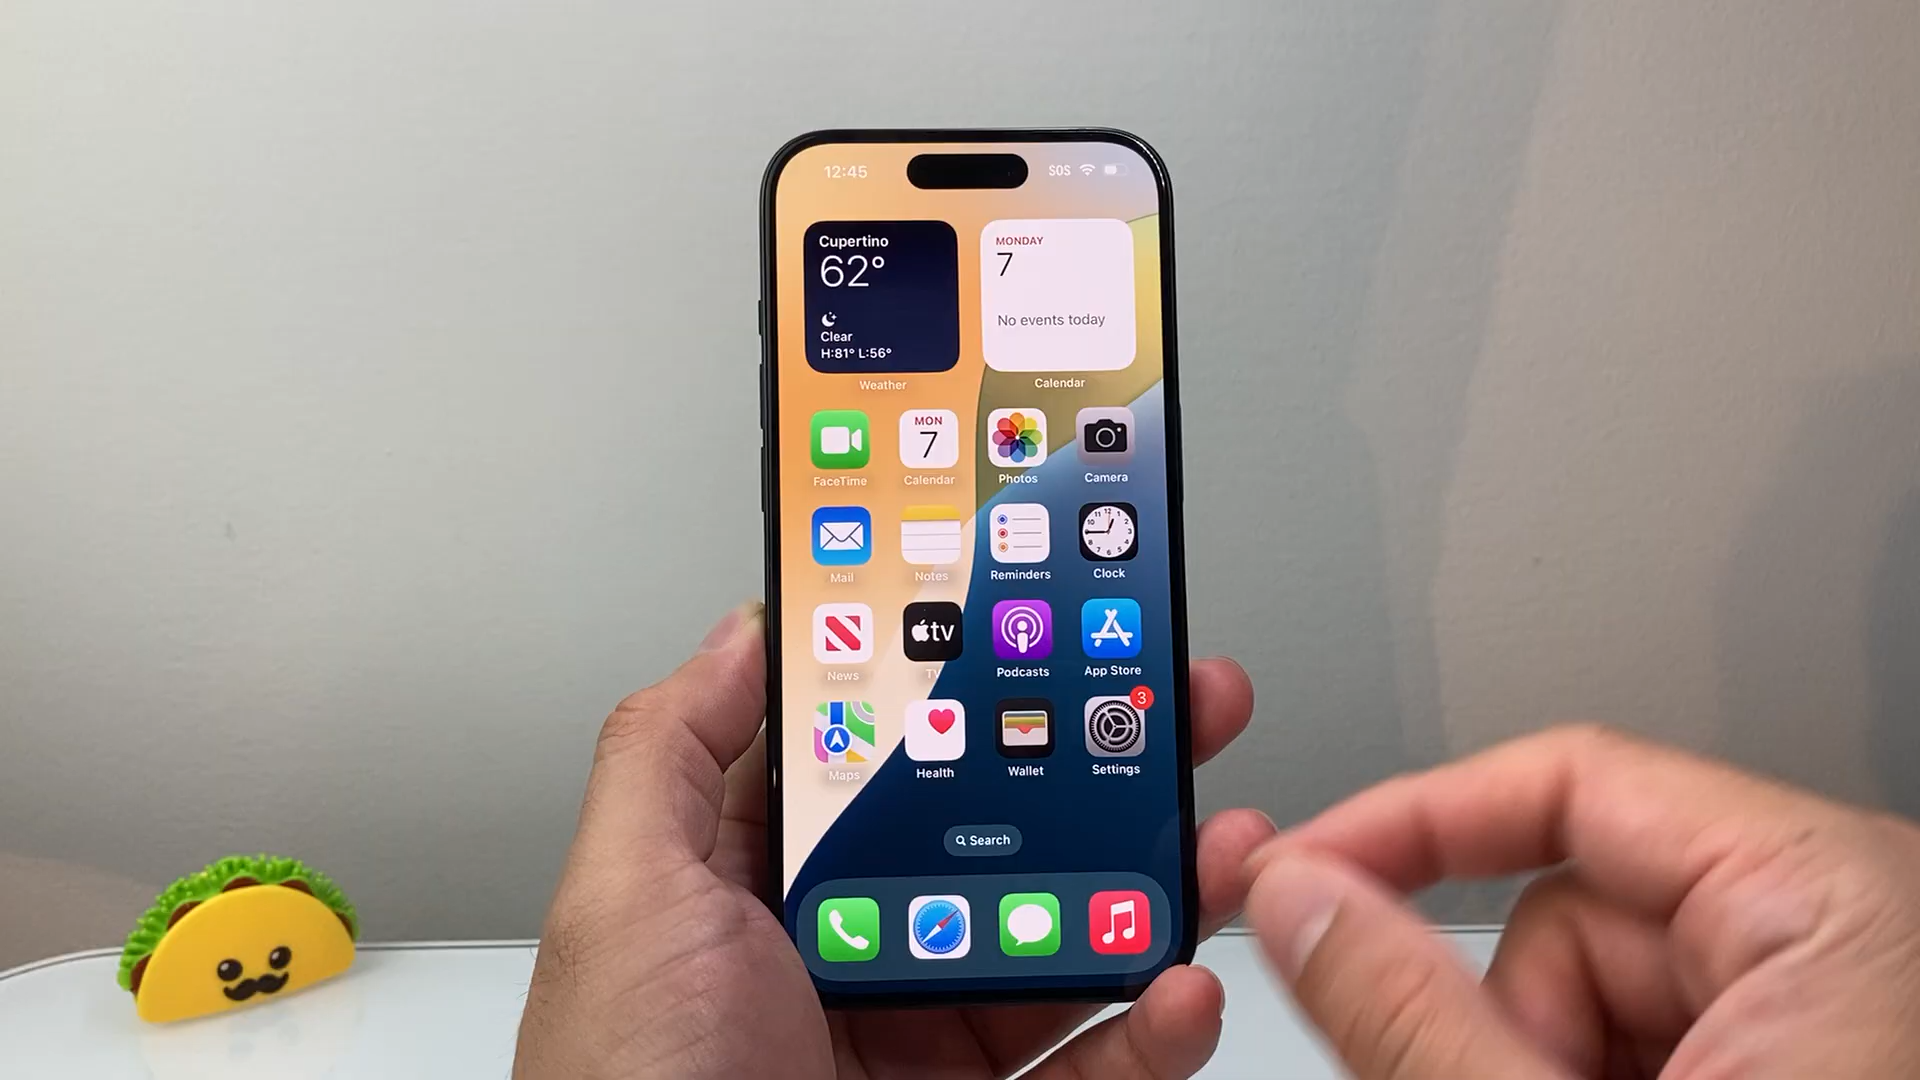 12:45 SOS
Cupertino
62°
Clear
H:81° L:56°
Weather
MONDAY
7
No events today
Calendar
MON
7
FaceTime Calendar Photos Camera
Mail Notes Reminders Clock
tv
News TV Podcasts App Store
3
Maps Health Wallet Settings
Search